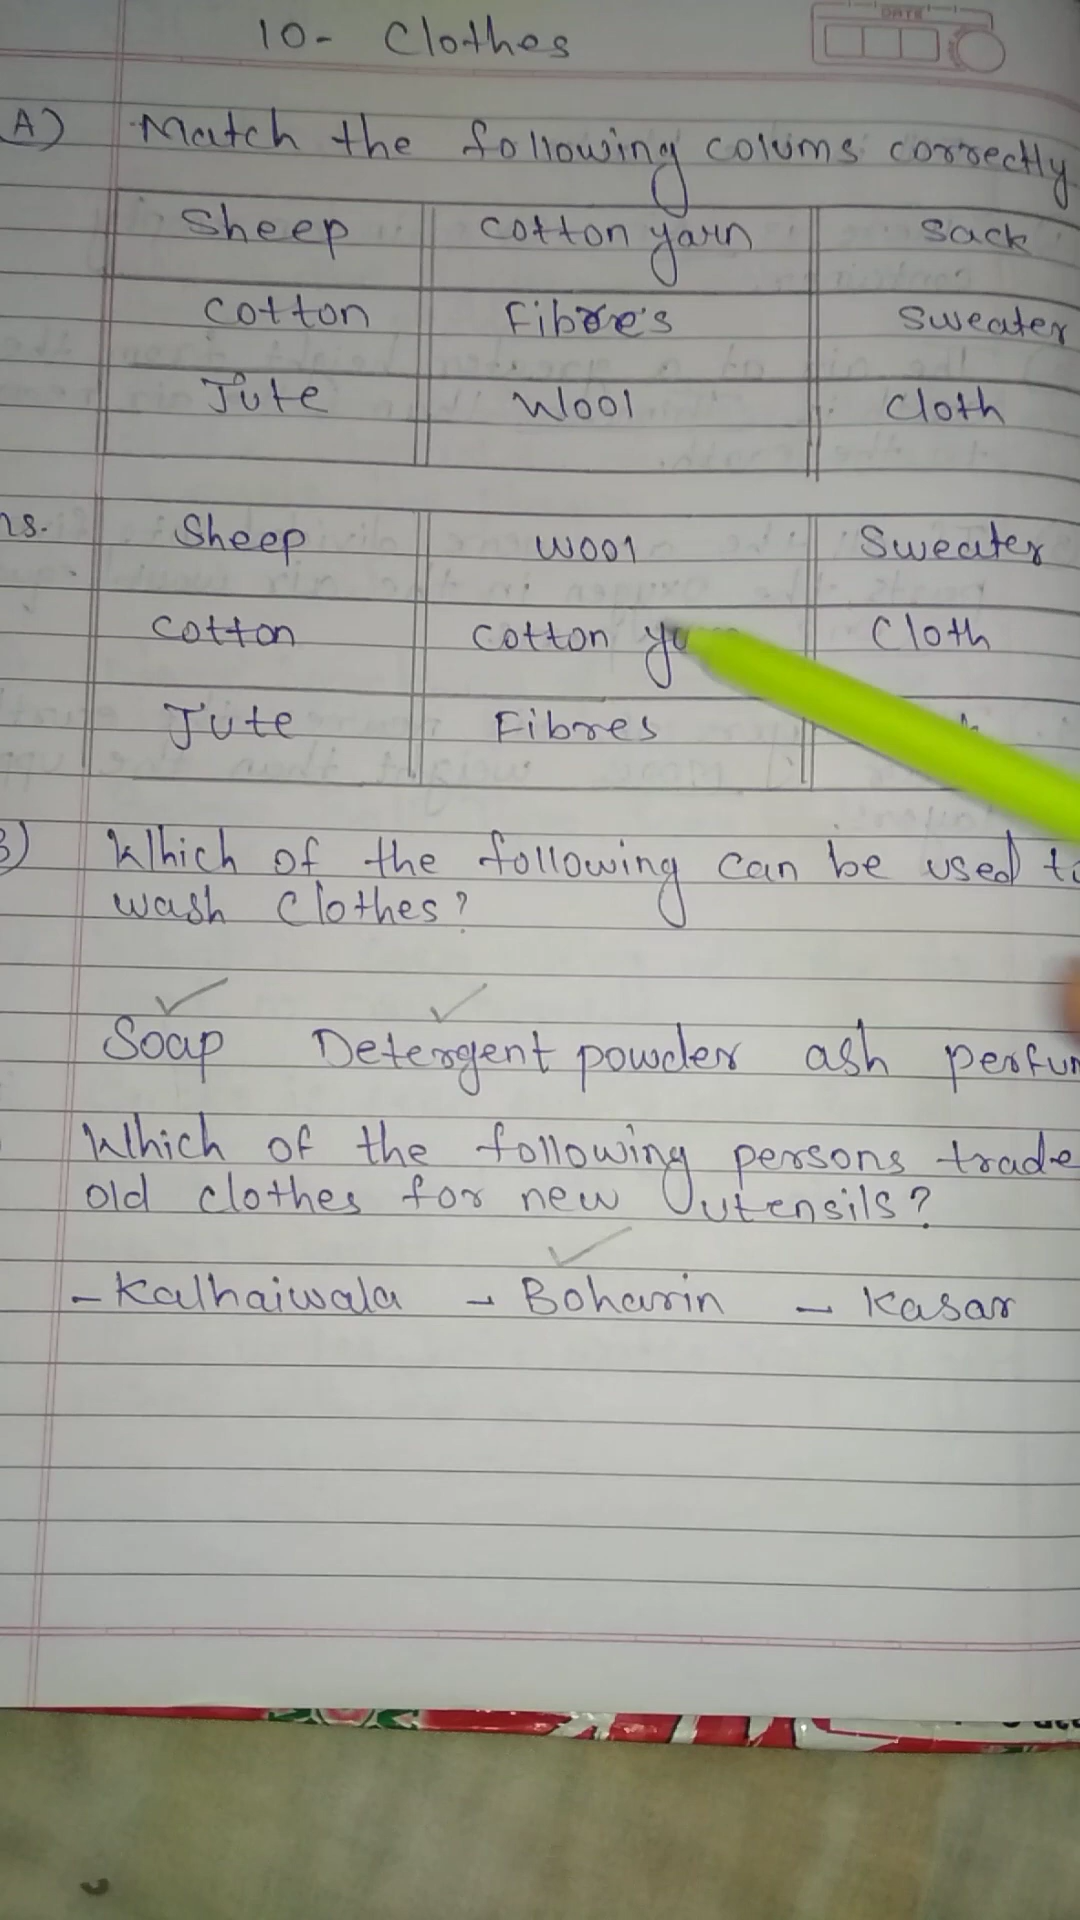 DATE
10- Clothes
A) Match the following colums correctly
Sheep cotton yarn Sack
cotton Fibre's Sweater
Jute Wool cloth
Sheep wool Sweater
cotton cotton Cloth
Jute Fibres
Which of the following can be used
wash clothes?
Soap Detergent powder ash
Which of the following persons trade
old clothes for new utensils?
- Kalhaiwala - Boharin - Kasar